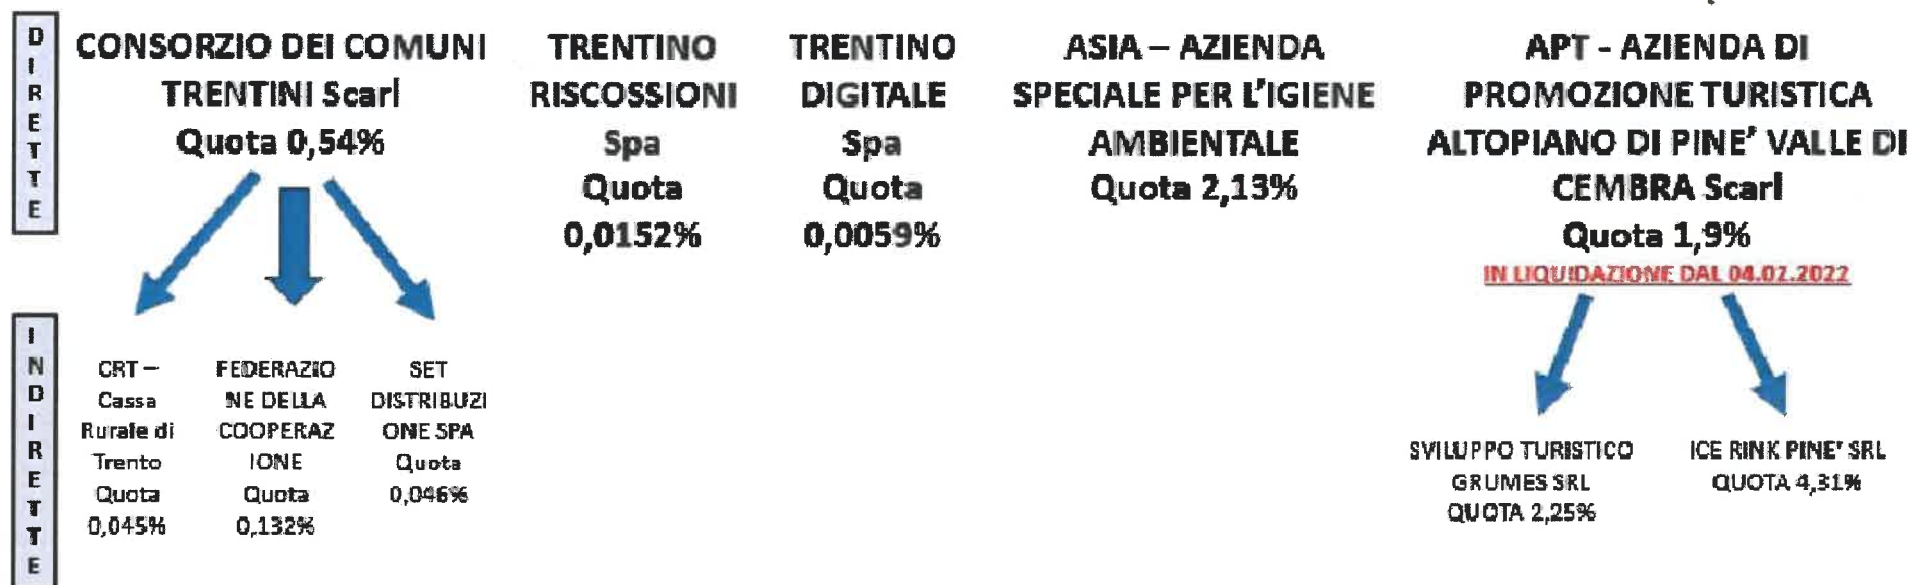 DIRETTE
CONSORZIO DEI COMUNI
TRENTINI Scarl
Quota 0,54%
TRENTINO
RISCOSSIONI
Spa
Quota
0,0152%
TRENTINO
DIGITALE
Spa
Quota
0,0059%
ASIA – AZIENDA
SPECIALE PER L'IGIENE
AMBIENTALE
Quota 2,13%
APT - AZIENDA DI
PROMOZIONE TURISTICA
ALTOPIANO DI PINE' VALLE DI
CEMBRA Scarl
Quota 1,9%
IN LIQUIDAZIONE DAL 04.02.2022
INDIRETTE
CRT –
Cassa
Rurale di
Trento
Quota
0,045%
FEDERAZIO
NE DELLA
COOPERAZ
IONE
Quota
0,132%
SET
DISTRIBUZI
ONE SPA
Quota
0,046%
SVILUPPO TURISTICO
GRUMES SRL
QUOTA 2,25%
ICE RINK PINE' SRL
QUOTA 4,31%